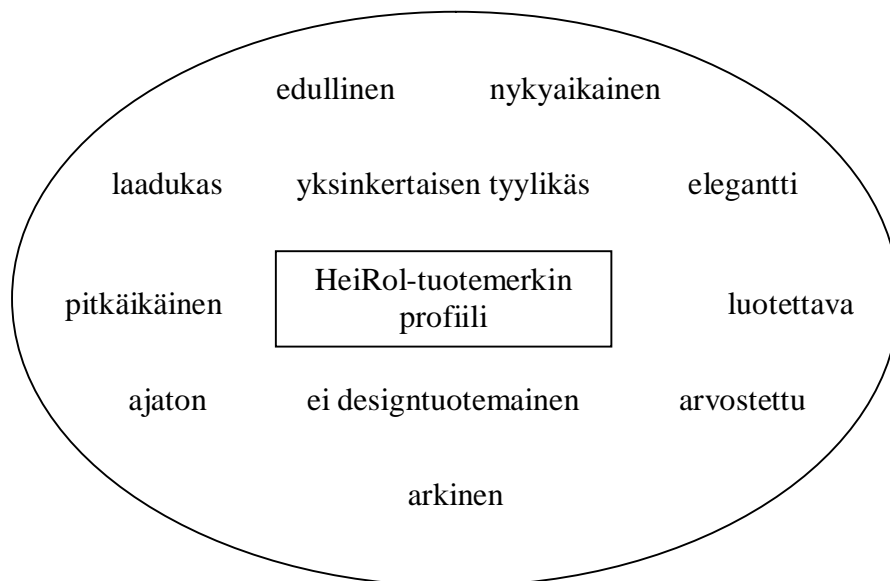 edullinen nykyaikainen
laadukas yksinkertaisen tyylikäs elegantti
HeiRol-tuotemerkin
profiili
pitkäikäinen luotettava
ajaton ei designtuotemainen arvostettu
arkinen